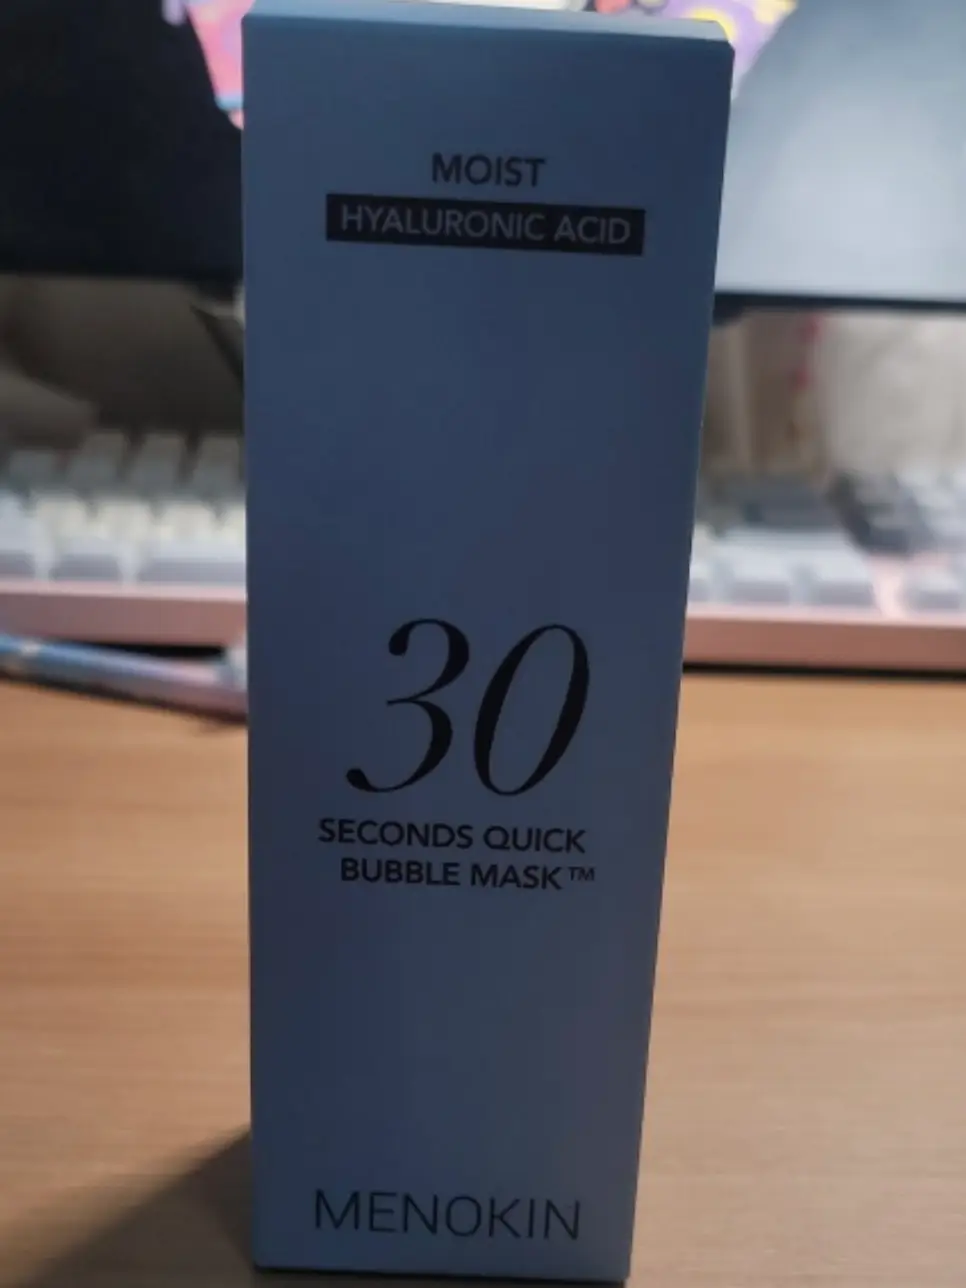 MOIST
HYALURONIC ACID
30
SECONDS QUICK
BUBBLE MASK™
MENOKIN